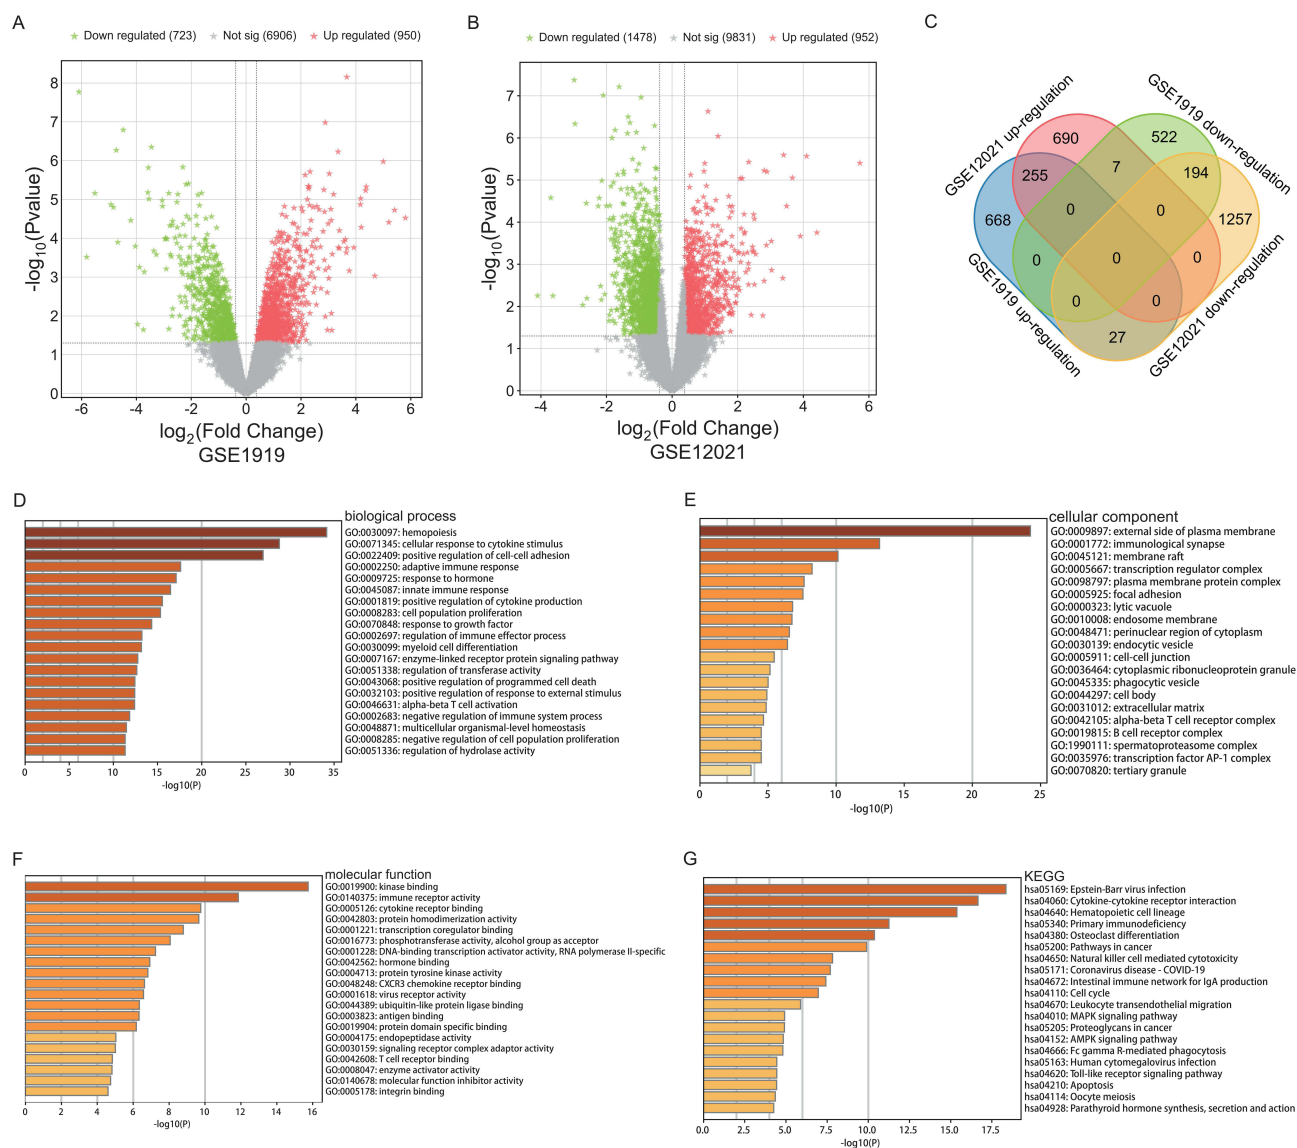 A
Down regulated (723) Not sig (6906) Up regulated (950)
8
7
6
5
4
3
2
1
0
-log10(Pvalue)
-6 -4 -2 0 2 4 6
log2(Fold Change)
GSE1919
B
Down regulated (1478) Not sig (9831) Up regulated (952)
7
6
5
4
3
2
1
0
-log10(Pvalue)
-4 -2 0 2 4 6
log2(Fold Change)
GSE12021
C
GSE12021 up-regulation
GSE1919 down-regulation
690
522
255
7
194
668
0
0
1257
0
0
0
0
0
27
GSE1919 up-regulation
GSE12021 down-regulation
D
biological process
GO:0030097: hemopoiesis
GO:0071345: cellular response to cytokine stimulus
GO:0022409: positive regulation of cell-cell adhesion
GO:0002250: adaptive immune response
GO:0009725: response to hormone
GO:0045087: innate immune response
GO:0001819: positive regulation of cytokine production
GO:0008283: cell population proliferation
GO:0070848: response to growth factor
GO:0002697: regulation of immune effector process
GO:0030099: myeloid cell differentiation
GO:0007167: enzyme-linked receptor protein signaling pathway
GO:0051338: regulation of transferase activity
GO:0043068: positive regulation of programmed cell death
GO:0032103: positive regulation of response to external stimulus
GO:0046631: alpha-beta T cell activation
GO:0002683: negative regulation of immune system process
GO:0048871: multicellular organismal-level homeostasis
GO:0008285: negative regulation of cell population proliferation
GO:0051336: regulation of hydrolase activity
0 5 10 15 20 25 30 35
-log10(P)
E
cellular component
GO:0009897: external side of plasma membrane
GO:0001772: immunological synapse
GO:0045121: membrane raft
GO:0005667: transcription regulator complex
GO:0098797: plasma membrane protein complex
GO:0005925: focal adhesion
GO:0000323: lytic vacuole
GO:0010008: endosome membrane
GO:0048471: perinuclear region of cytoplasm
GO:0030139: endocytic vesicle
GO:0005911: cell-cell junction
GO:0036464: cytoplasmic ribonucleoprotein granule
GO:0045335: phagocytic vesicle
GO:0044297: cell body
GO:0031012: extracellular matrix
GO:0042105: alpha-beta T cell receptor complex
GO:0019815: B cell receptor complex
GO:1990111: spermatoproteasome complex
GO:0035976: transcription factor AP-1 complex
GO:0070820: tertiary granule
0 5 10 15 20 25
-log10(P)
F
molecular function
GO:0019900: kinase binding
GO:0140375: immune receptor activity
GO:0005126: cytokine receptor binding
GO:0042803: protein homodimerization activity
GO:0001221: transcription coregulator binding
GO:0016773: phosphotransferase activity, alcohol group as acceptor
GO:0001228: DNA-binding transcription activator activity, RNA polymerase II-specific
GO:0042562: hormone binding
GO:0004713: protein tyrosine kinase activity
GO:0048248: CXCR3 chemokine receptor binding
GO:0001618: virus receptor activity
GO:0044389: ubiquitin-like protein ligase binding
GO:0003823: antigen binding
GO:0019904: protein domain specific binding
GO:0004175: endopeptidase activity
GO:0030159: signaling receptor complex adaptor activity
GO:0042608: T cell receptor binding
GO:0008047: enzyme activator activity
GO:0140678: molecular function inhibitor activity
GO:0005178: integrin binding
0 2 4 6 8 10 12 14 16
-log10(P)
G
KEGG
hsa05169: Epstein-Barr virus infection
hsa04060: Cytokine-cytokine receptor interaction
hsa04640: Hematopoietic cell lineage
hsa05340: Primary immunodeficiency
hsa04380: Osteoclast differentiation
hsa05200: Pathways in cancer
hsa04650: Natural killer cell mediated cytotoxicity
hsa05171: Coronavirus disease - COVID-19
hsa04672: Intestinal immune network for IgA production
hsa04110: Cell cycle
hsa04670: Leukocyte transendothelial migration
hsa04010: MAPK signaling pathway
hsa05205: Proteoglycans in cancer
hsa04152: AMPK signaling pathway
hsa04666: Fc gamma R-mediated phagocytosis
hsa05163: Human cytomegalovirus infection
hsa04620: Toll-like receptor signaling pathway
hsa04210: Apoptosis
hsa04114: Oocyte meiosis
hsa04928: Parathyroid hormone synthesis, secretion and action
0.0 2.5 5.0 7.5 10.0 12.5 15.0 17.5
-log10(P)